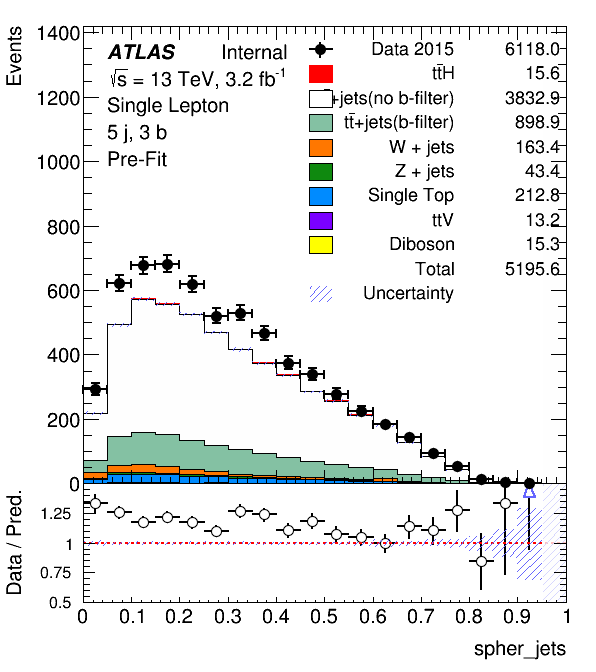 Events
1400
1200
1000
800
600
400
200
0
ATLAS Internal
√s = 13 TeV, 3.2 fb-1
Single Lepton
5 j, 3 b
Pre-Fit
Data 2015 6118.0
tt̄H 15.6
+jets(no b-filter) 3832.9
tt̄+jets(b-filter) 898.9
W + jets 163.4
Z + jets 43.4
Single Top 212.8
ttV 13.2
Diboson 15.3
Total 5195.6
Uncertainty
Data / Pred.
1.25
1
0.75
0.5
0 0.1 0.2 0.3 0.4 0.5 0.6 0.7 0.8 0.9 1
spher_jets